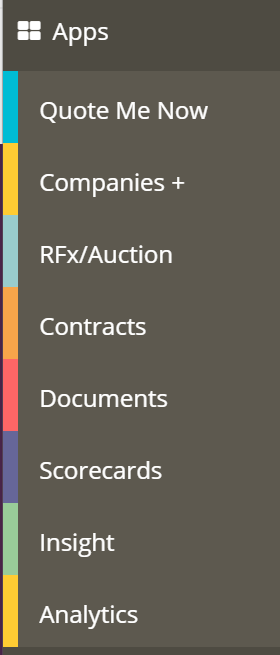 Apps
Quote Me Now
Companies +
RFx/Auction
Contracts
Documents
Scorecards
Insight
Analytics